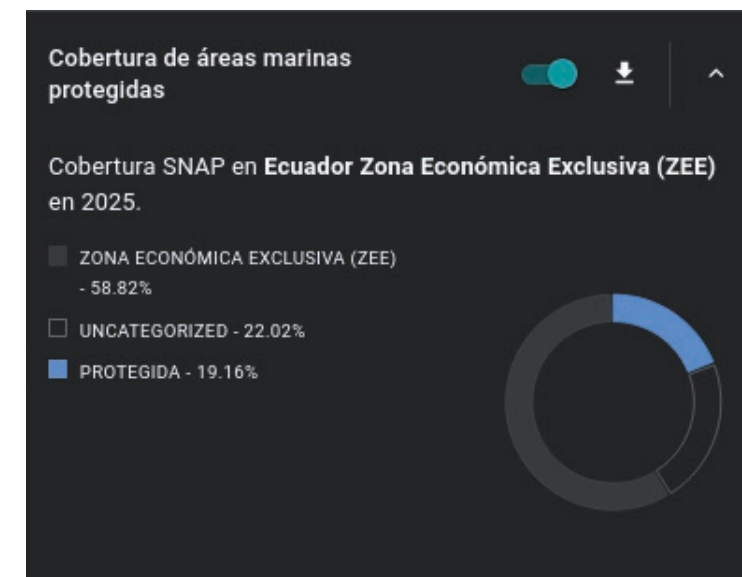 Cobertura de áreas marinas
protegidas
Cobertura SNAP en Ecuador Zona Económica Exclusiva (ZEE)
en 2025.
ZONA ECONÓMICA EXCLUSIVA (ZEE)
- 58.82%
UNCATEGORIZED - 22.02%
PROTEGIDA - 19.16%